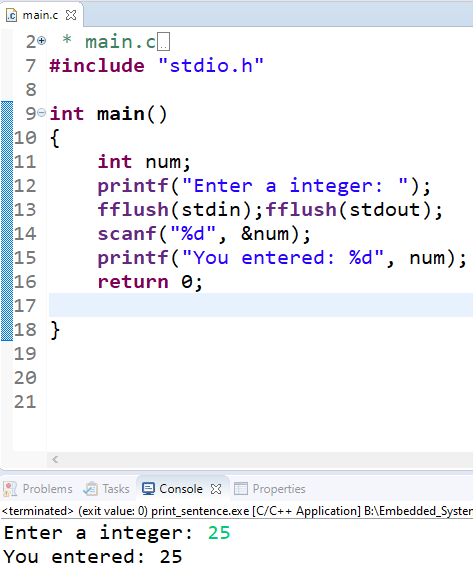 main.c
2 * main.c
7 #include "stdio.h"
8
9 int main()
10 {
11 int num;
12 printf("Enter a integer: ");
13 fflush(stdin);fflush(stdout);
14 scanf("%d", &num);
15 printf("You entered: %d", num);
16 return 0;
17
18 }
19
20
21
Problems Tasks Console Properties
<terminated> (exit value: 0) print_sentence.exe [C/C++ Application] B:\Embedded_System
Enter a integer: 25
You entered: 25